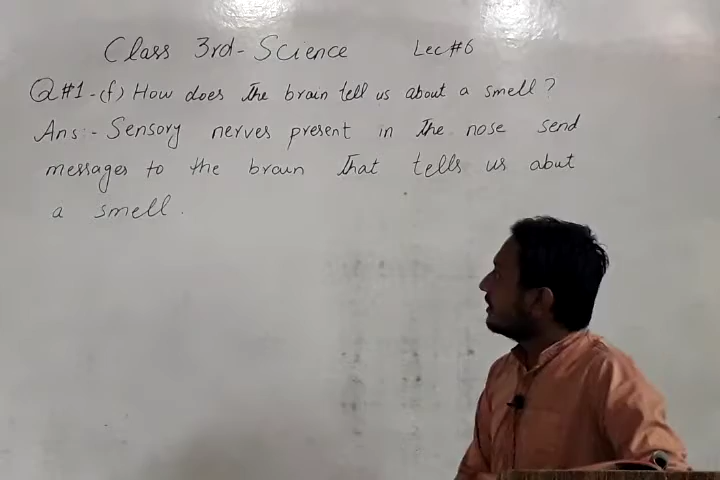 Class 3rd-Science Lec#6
Q#1-(f) How does the brain tell us about a smell?
Ans:- Sensory nerves present in the nose send
messages to the brain that tells us abut
a smell.